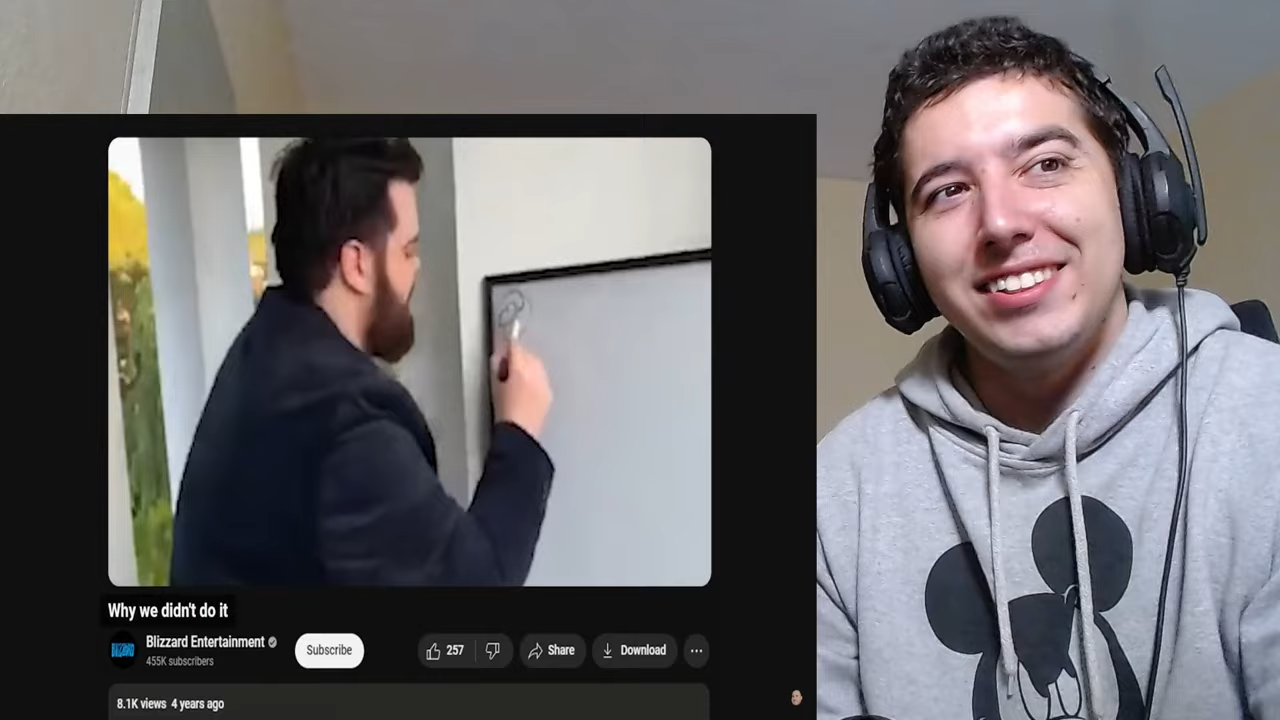 Why we didn't do it
BLIZZARD
Blizzard Entertainment
455K subscribers
Subscribe
257
Share
Download
8.1K views 4 years ago